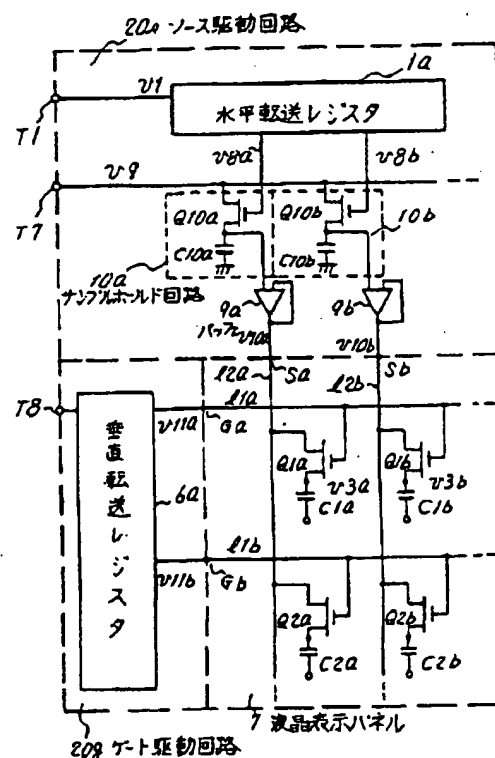 20s ソース駆動回路
1a
v1
水平転送レジスタ
T1
v8a
v8b
T7
v9
Q10a
Q10b
10b
C10a
C10b
10a
サンプルホールド回路
9a
9b
バッファ
v10a
v10b
l2a
Sa
l2b
Sb
T8
l1a
v11a
Ga
垂直転送レジスタ
6a
Q1a
Q1b
v3a
v3b
C1a
C1b
l1b
v11b
Gb
Q2a
Q2b
C2a
C2b
7 液晶表示パネル
20g ゲート駆動回路